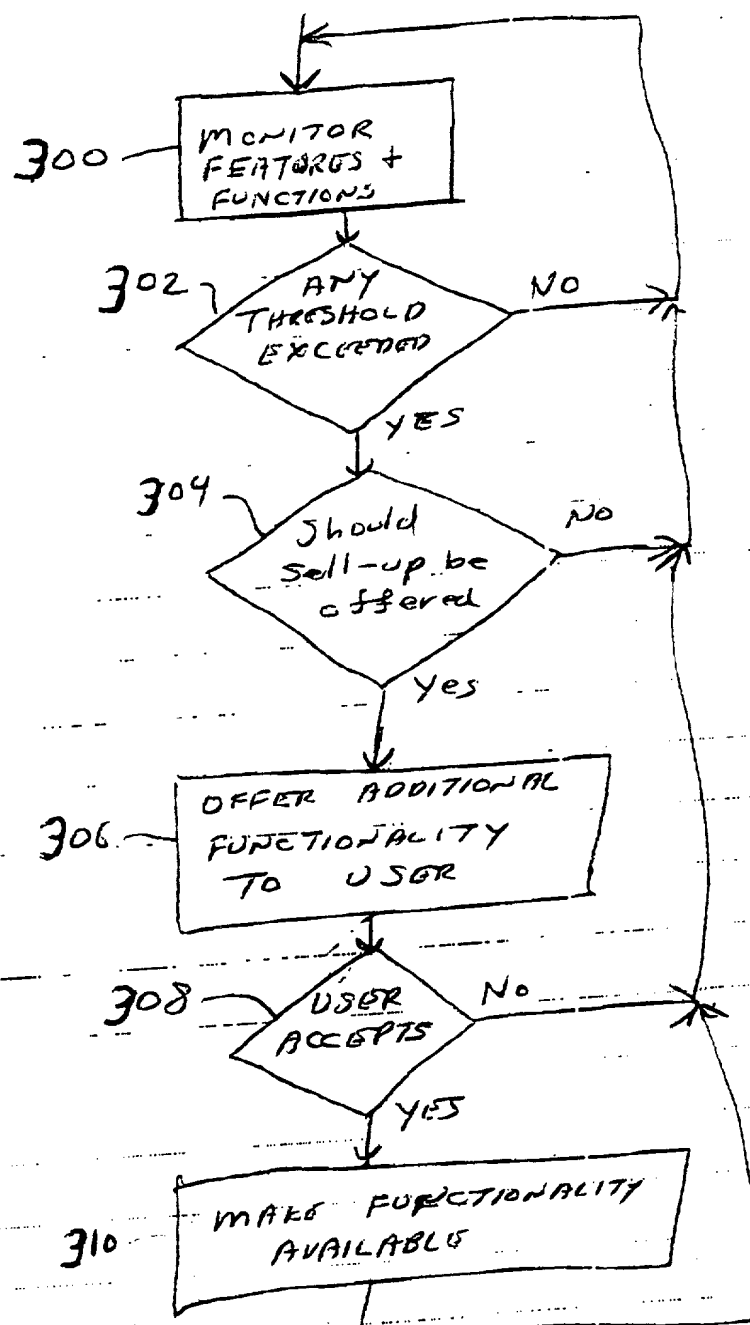 300
MONITOR
FEATURES +
FUNCTIONS
302
ANY
THRESHOLD
EXCEEDED
NO
YES
304
Should
sell-up be
offered
NO
Yes
306
OFFER ADDITIONAL
FUNCTIONALITY
TO USER
308
USER
ACCEPTS
No
YES
310
MAKE FUNCTIONALITY
AVAILABLE